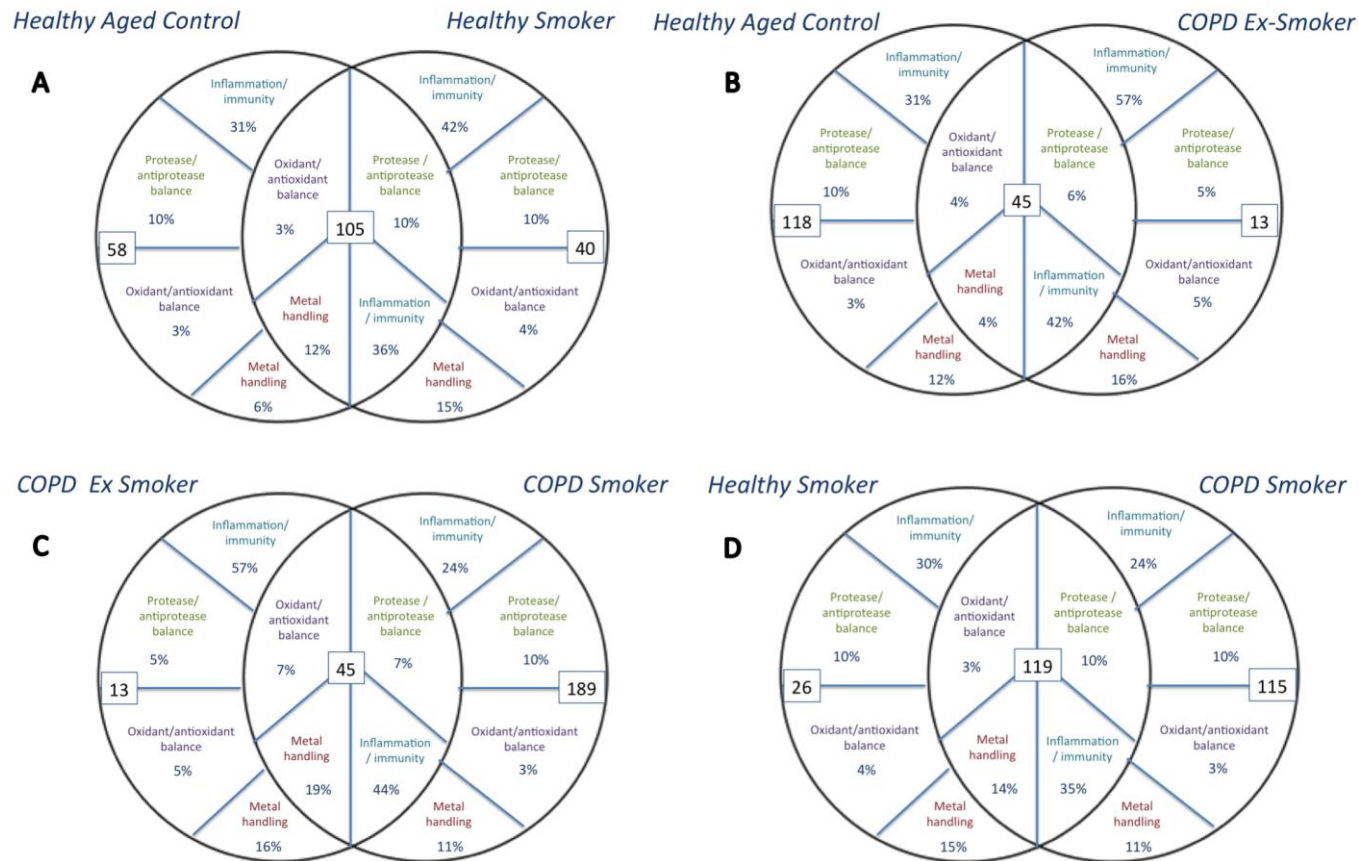 Healthy Aged Control
Healthy Smoker
A
Inflammation/
immunity
31%
Inflammation/
immunity
42%
Protease/
antiprotease
balance
10%
Oxidant/
antioxidant
balance
3%
Protease /
antiprotease
balance
10%
Protease/
antiprotease
balance
10%
58
105
40
Oxidant/antioxidant
balance
3%
Metal
handling
12%
Inflammation
/ immunity
36%
Oxidant/antioxidant
balance
4%
Metal
handling
6%
Metal
handling
15%
Healthy Aged Control
COPD Ex-Smoker
B
Inflammation/
immunity
31%
Inflammation/
immunity
57%
Protease/
antiprotease
balance
10%
Oxidant/
antioxidant
balance
4%
Protease /
antiprotease
balance
6%
Protease/
antiprotease
balance
5%
118
45
13
Oxidant/antioxidant
balance
3%
Metal
handling
4%
Inflammation
/ immunity
42%
Oxidant/antioxidant
balance
5%
Metal
handling
12%
Metal
handling
16%
COPD Ex Smoker
COPD Smoker
C
Inflammation/
immunity
57%
Inflammation/
immunity
24%
Protease/
antiprotease
balance
5%
Oxidant/
antioxidant
balance
7%
Protease /
antiprotease
balance
7%
Protease/
antiprotease
balance
10%
13
45
189
Oxidant/antioxidant
balance
5%
Metal
handling
19%
Inflammation
/ immunity
44%
Oxidant/antioxidant
balance
3%
Metal
handling
16%
Metal
handling
11%
Healthy Smoker
COPD Smoker
D
Inflammation/
immunity
30%
Inflammation/
immunity
24%
Protease/
antiprotease
balance
10%
Oxidant/
antioxidant
balance
3%
Protease /
antiprotease
balance
10%
Protease/
antiprotease
balance
10%
26
119
115
Oxidant/antioxidant
balance
4%
Metal
handling
14%
Inflammation
/ immunity
35%
Oxidant/antioxidant
balance
3%
Metal
handling
15%
Metal
handling
11%